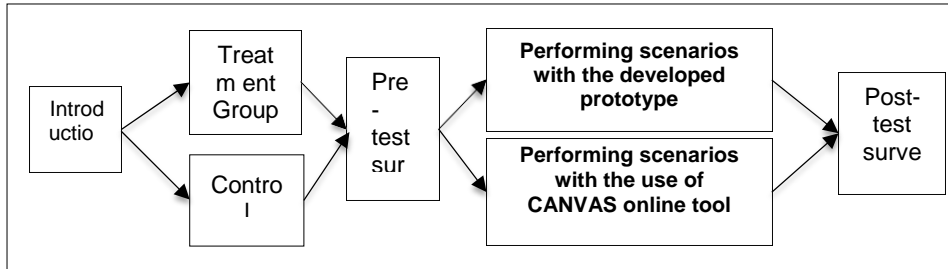 Introd
uctio
Treat
m ent
Group
Contro
l
Pre
-
test
sur
Performing scenarios
with the developed
prototype
Performing scenarios
with the use of
CANVAS online tool
Post-
test
surve